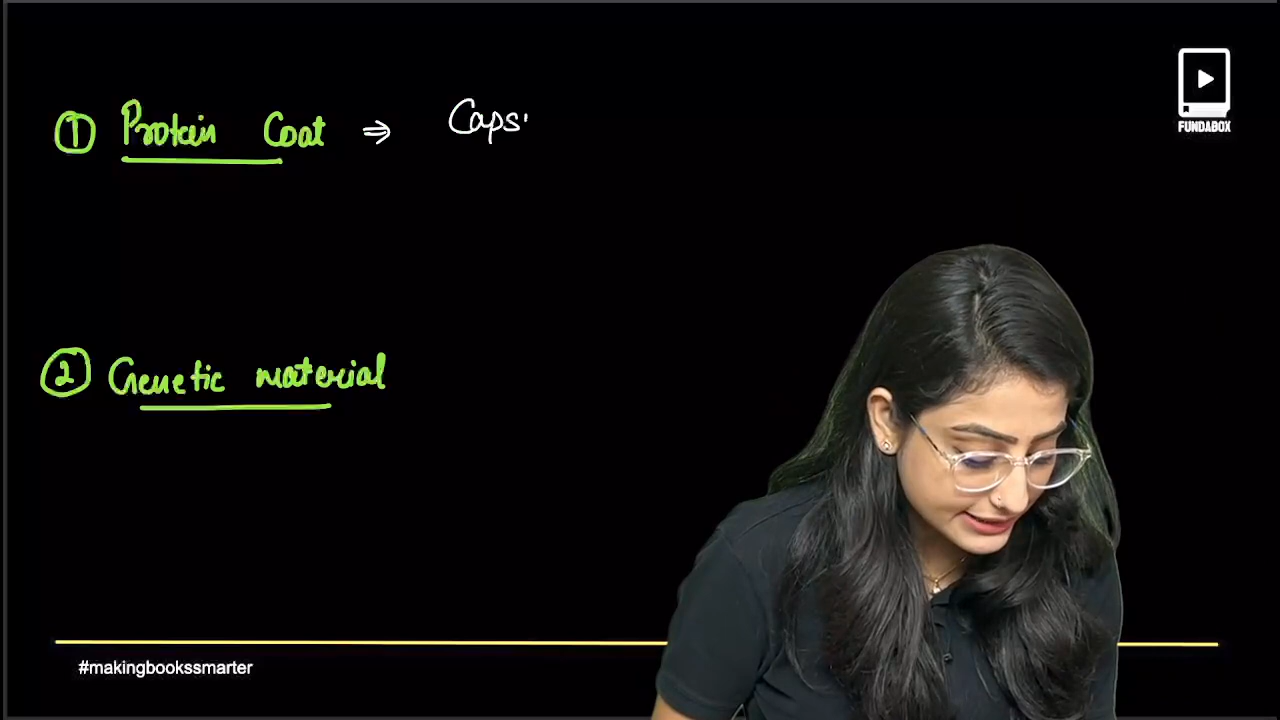 FUNDABOX
① Protein Coat ⇒ Caps
② Genetic material
#makingbookssmarter